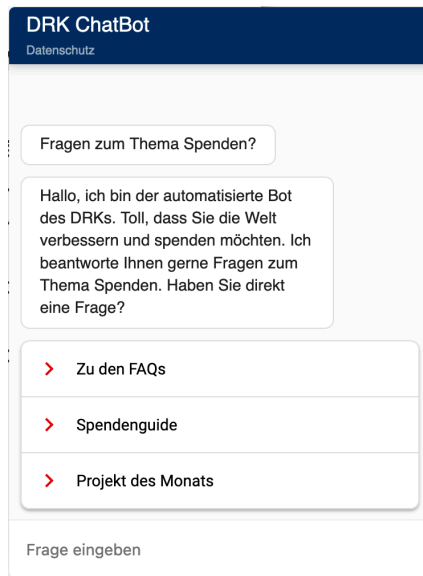 DRK ChatBot
Datenschutz
Fragen zum Thema Spenden?
Hallo, ich bin der automatisierte Bot
des DRKs. Toll, dass Sie die Welt
verbessern und spenden möchten. Ich
beantworte Ihnen gerne Fragen zum
Thema Spenden. Haben Sie direkt
eine Frage?
Zu den FAQs
Spendenguide
Projekt des Monats
Frage eingeben